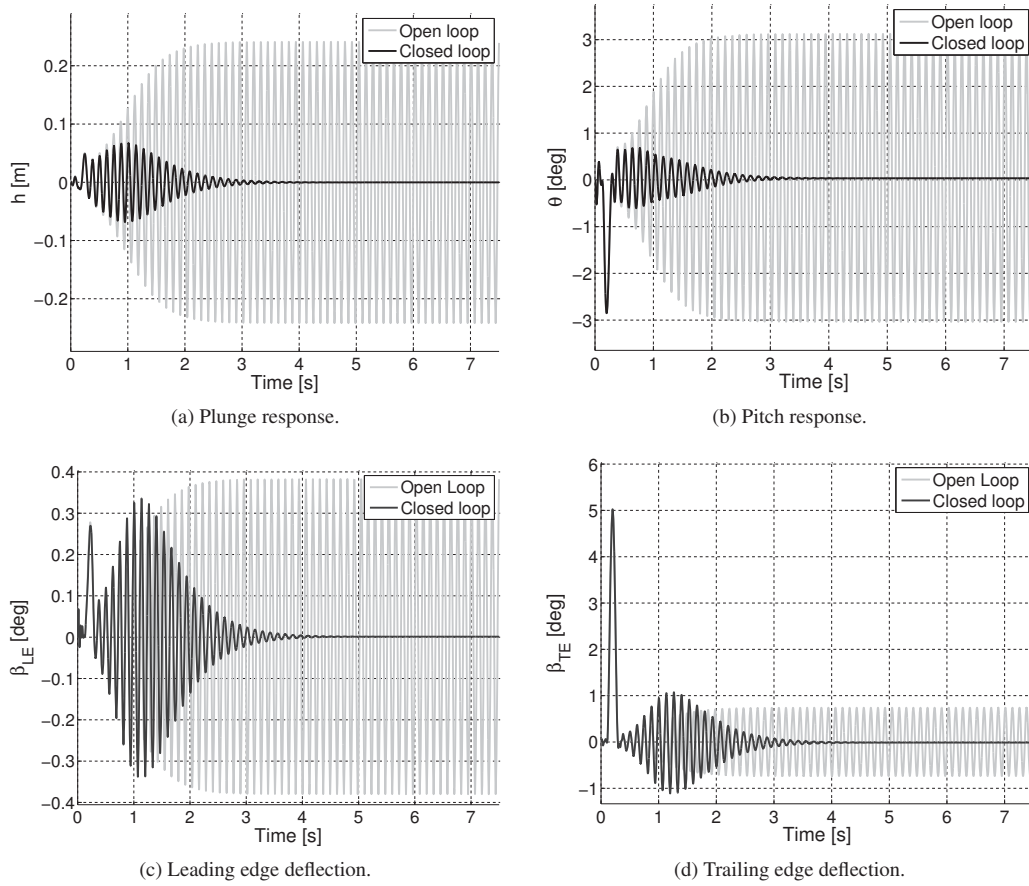 Open loop
Closed loop
0.2
0.1
0
−0.1
−0.2
h [m]
0 1 2 3 4 5 6 7
Time [s]
(a) Plunge response.
Open loop
Closed loop
3
2
1
0
−1
−2
−3
θ [deg]
0 1 2 3 4 5 6 7
Time [s]
(b) Pitch response.
Open Loop
Closed loop
0.4
0.3
0.2
0.1
0
−0.1
−0.2
−0.3
−0.4
β_LE [deg]
0 1 2 3 4 5 6 7
Time [s]
(c) Leading edge deflection.
Open Loop
Closed loop
6
5
4
3
2
1
0
−1
β_TE [deg]
0 1 2 3 4 5 6 7
Time [s]
(d) Trailing edge deflection.